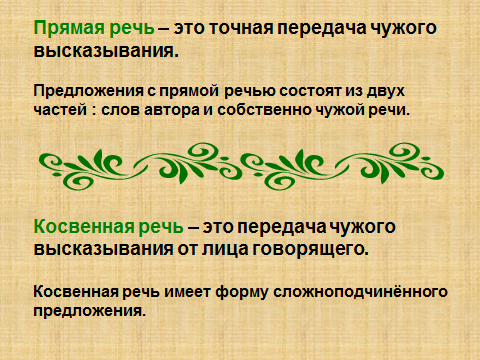 Прямая речь – это точная передача чужого
высказывания.
Предложения с прямой речью состоят из двух
частей : слов автора и собственно чужой речи.
Косвенная речь – это передача чужого
высказывания от лица говорящего.
Косвенная речь имеет форму сложноподчинённого
предложения.